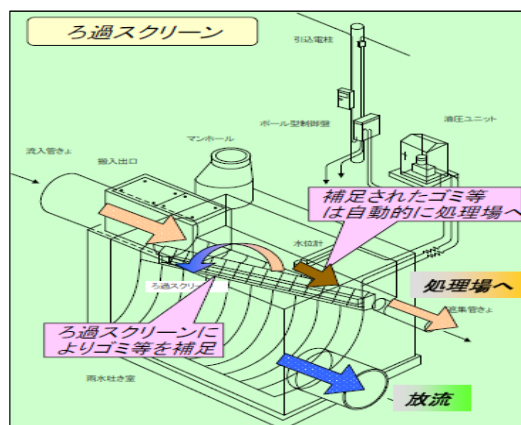 ろ過スクリーン
引込電柱
ポール型制御盤
油圧ユニット
マンホール
流入管きょ
搬入出口
補足されたゴミ等
は自動的に処理場へ
水位計
処理場へ
ろ過スクリーン
ろ過スクリーンに
よりゴミ等を補足
遮集管きょ
雨水吐き室
放流